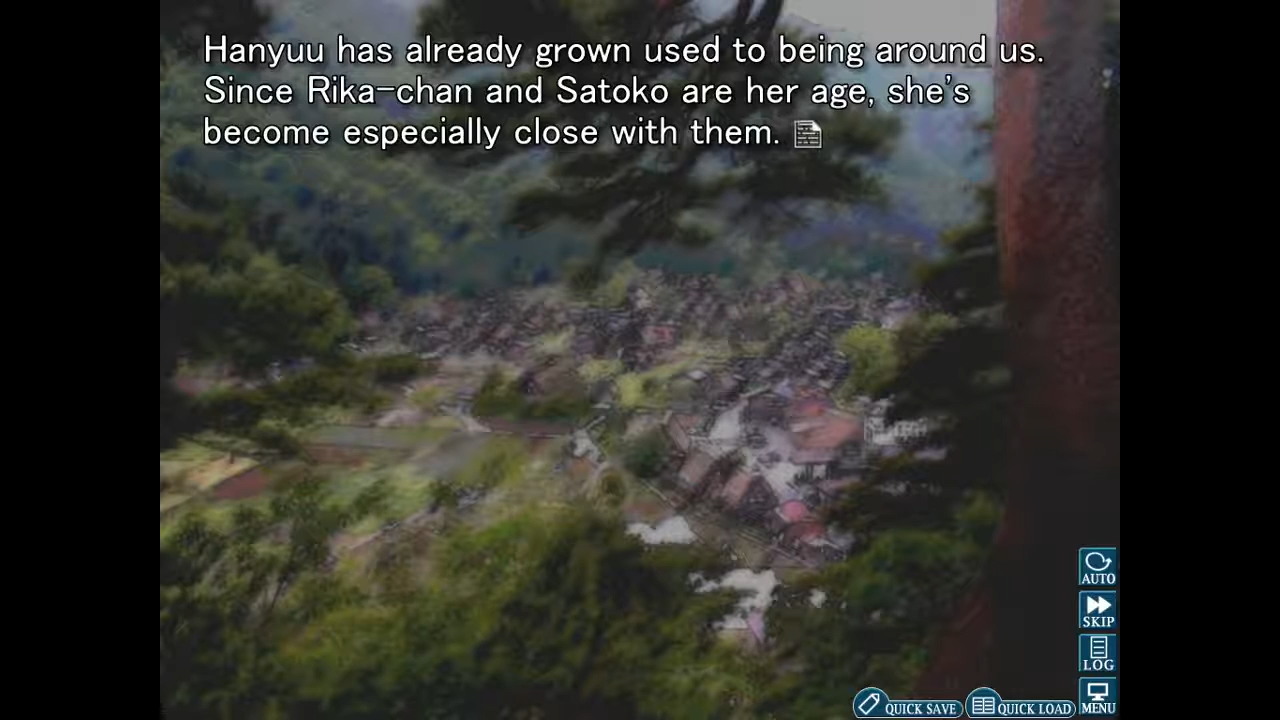 Hanyuu has already grown used to being around us.
Since Rika-chan and Satoko are her age, she's
become especially close with them.
AUTO
SKIP
LOG
MENU
QUICK SAVE
QUICK LOAD